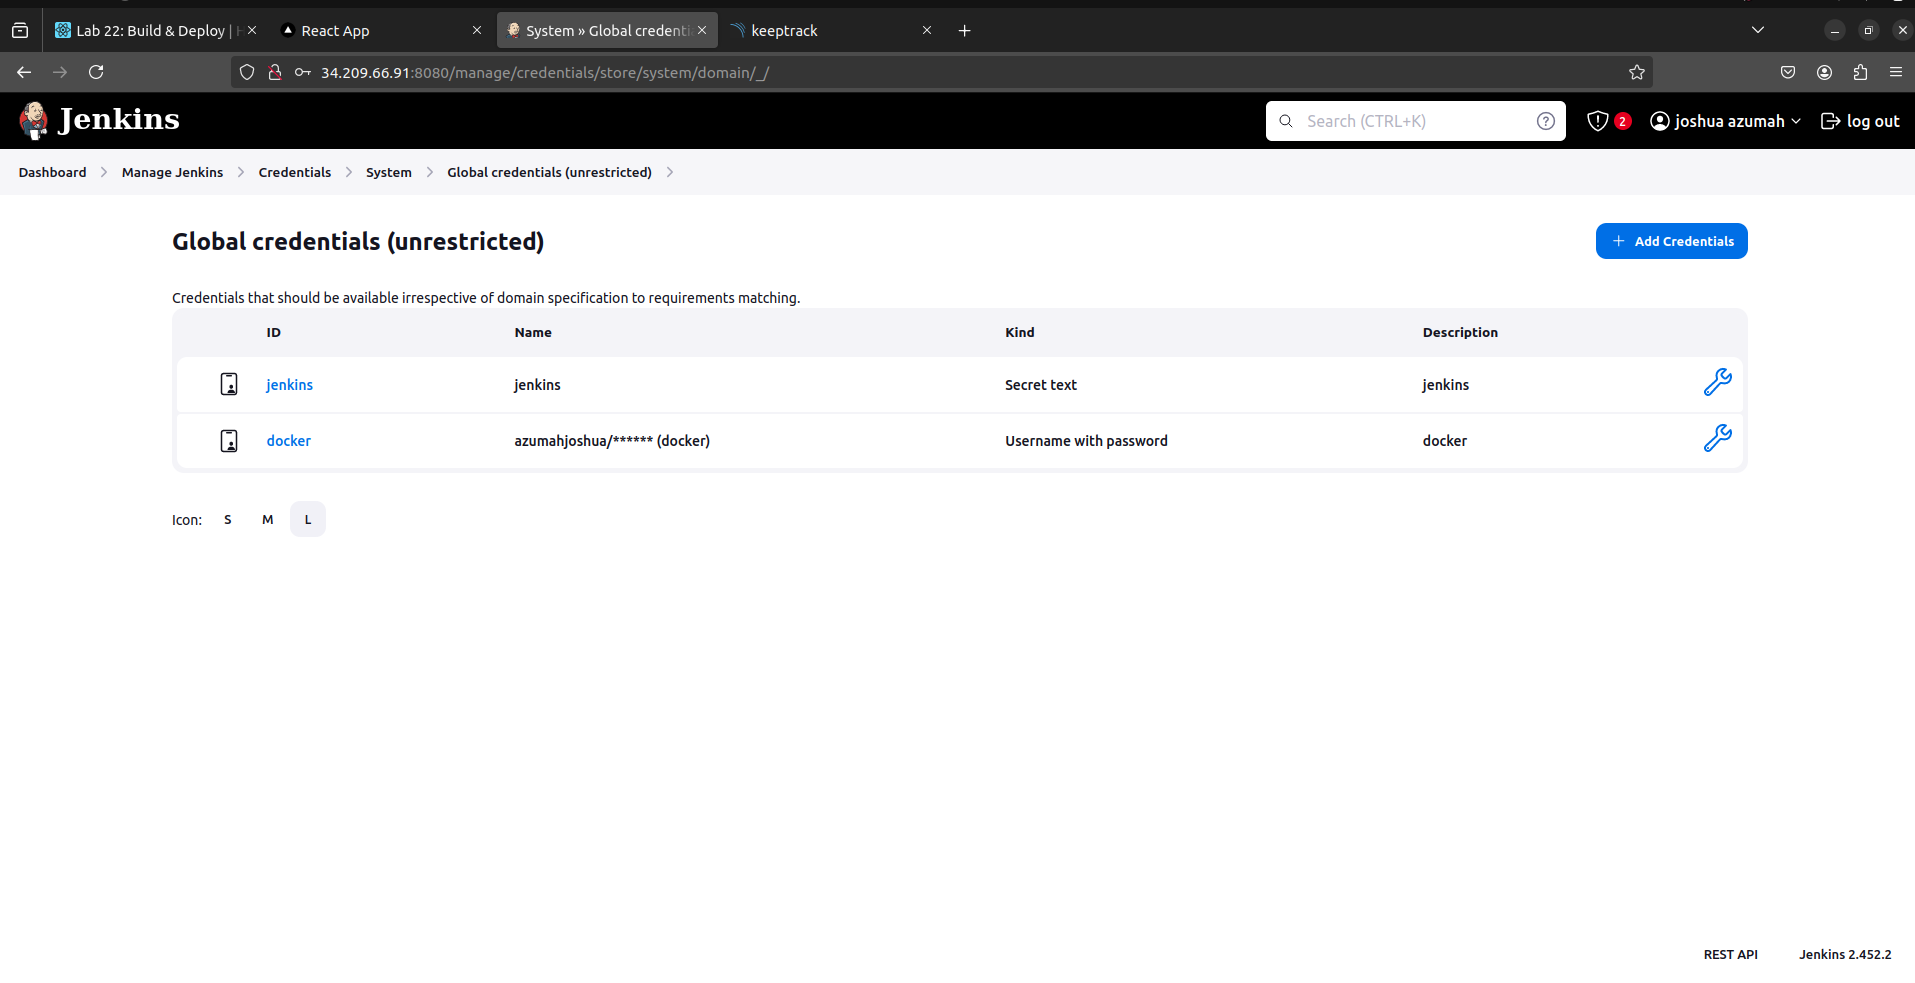 Lab 22: Build & Deploy |
React App
System » Global credenti
keeptrack
34.209.66.91:8080/manage/credentials/store/system/domain/_/
Jenkins
Search (CTRL+K)
2
joshua azumah
log out
Dashboard
Manage Jenkins
Credentials
System
Global credentials (unrestricted)
Global credentials (unrestricted)
Add Credentials
Credentials that should be available irrespective of domain specification to requirements matching.
ID Name Kind Description
jenkins jenkins Secret text jenkins
docker azumahjoshua/****** (docker) Username with password docker
Icon: S M L
REST API Jenkins 2.452.2